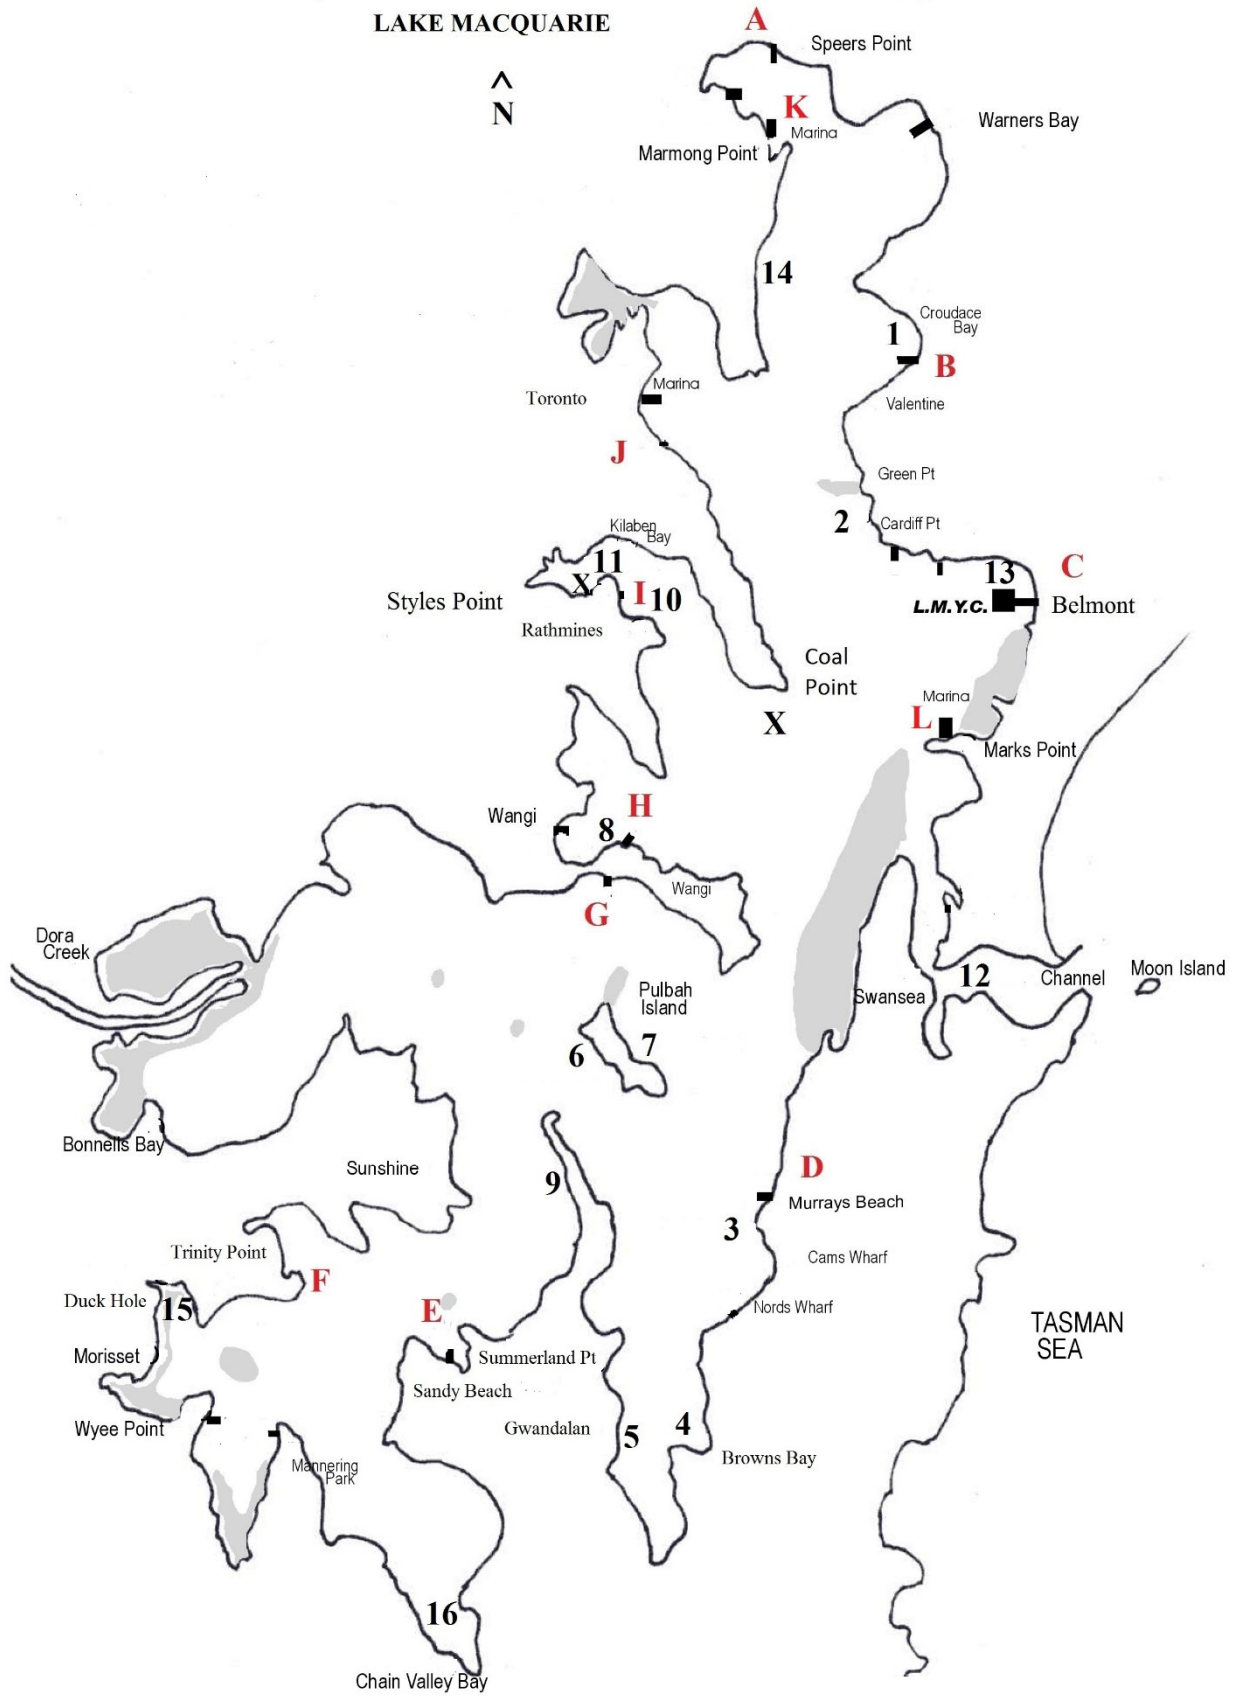 LAKE MACQUARIE
A
Speers Point
^
N
K
Marina
Warners Bay
Marmong Point
14
Croudace
Bay
1
B
Marina
Toronto
Valentine
J
Green Pt
2
Cardiff Pt
Kilaben
Bay
11
13
C
X
I
10
Styles Point
L.M.Y.C.
Belmont
Rathmines
Coal
Point
Marina
X
L
Marks Point
H
Wangi
8
Wangi
G
Dora
Creek
Pulbah
Island
Swansea
12
Channel
Moon Island
6
7
Bonnells Bay
Sunshine
9
D
Murrays Beach
3
Trinity Point
Cams Wharf
F
Duck Hole
15
E
Nords Wharf
TASMAN
SEA
Morisset
Summerland Pt
Sandy Beach
Wyee Point
Gwandalan
5
4
Browns Bay
Mannering
Park
16
Chain Valley Bay